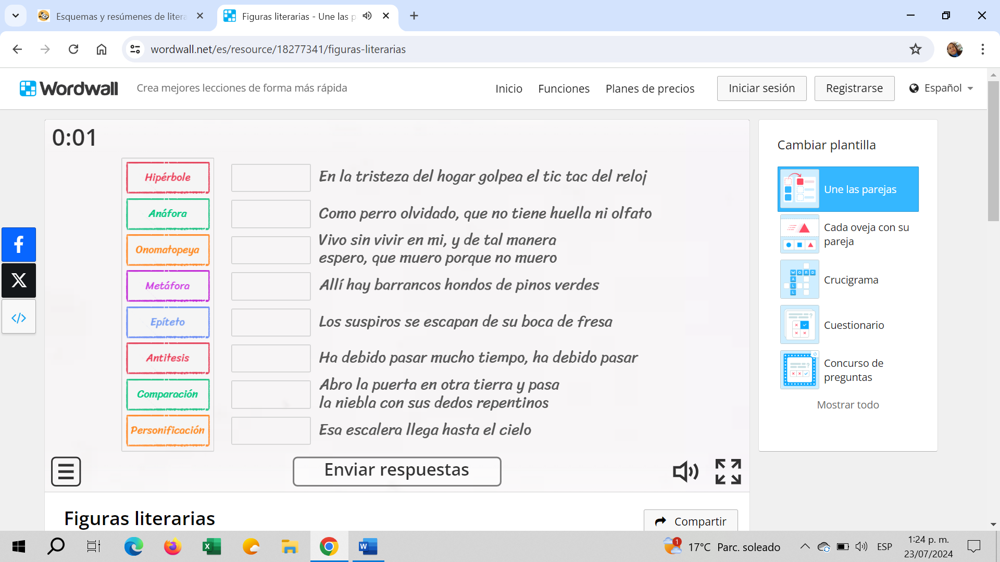 Esquemas y resúmenes de litera
Figuras literarias - Une las p
wordwall.net/es/resource/18277341/figuras-literarias
Wordwall
Crea mejores lecciones de forma más rápida
Inicio
Funciones
Planes de precios
Iniciar sesión
Registrarse
Español
0:01
Hipérbole
En la tristeza del hogar golpea el tic tac del reloj
Anáfora
Como perro olvidado, que no tiene huella ni olfato
Onomatopeya
Vivo sin vivir en mi, y de tal manera
espero, que muero porque no muero
Metáfora
Allí hay barrancos hondos de pinos verdes
Epíteto
Los suspiros se escapan de su boca de fresa
Antitesis
Ha debido pasar mucho tiempo, ha debido pasar
Comparación
Abro la puerta en otra tierra y pasa
la niebla con sus dedos repentinos
Personificación
Esa escalera llega hasta el cielo
Enviar respuestas
Cambiar plantilla
Une las parejas
Cada oveja con su
pareja
WORD
ALL
Crucigrama
Cuestionario
Concurso de
preguntas
Mostrar todo
Figuras literarias
Compartir
1
17°C Parc. soleado
ESP
1:24 p. m.
23/07/2024